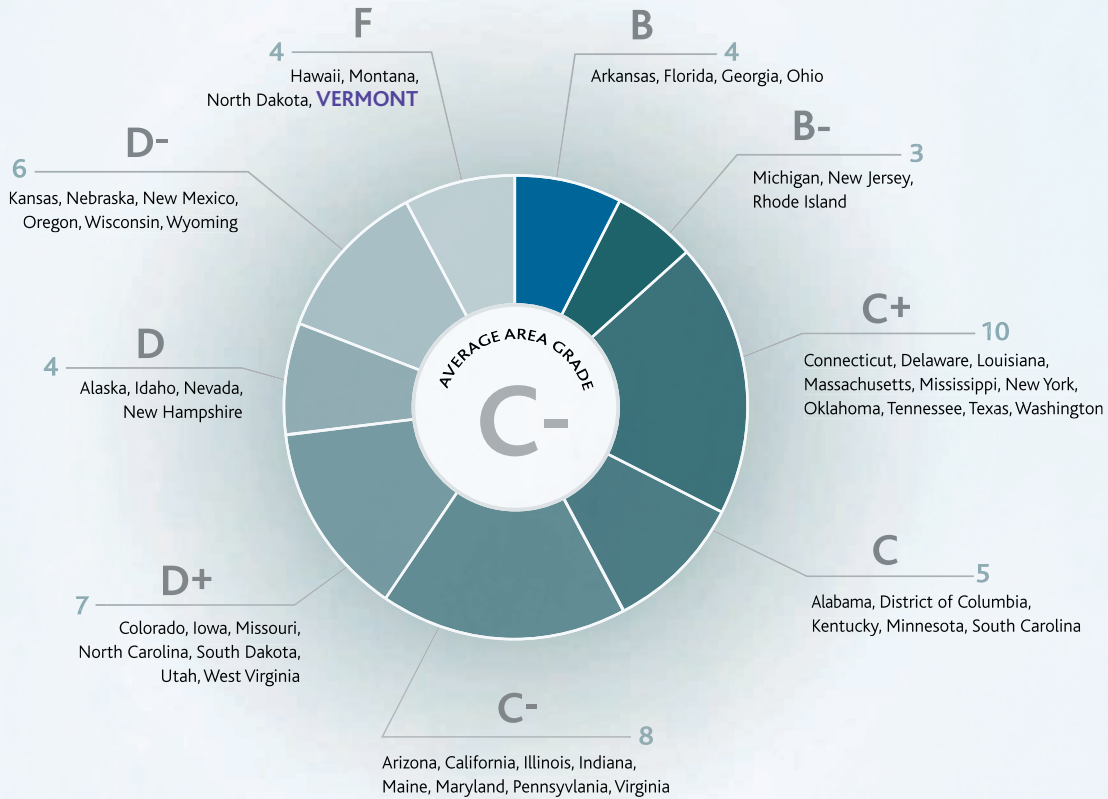 F
4
Hawaii, Montana,
North Dakota, VERMONT
B
4
Arkansas, Florida, Georgia, Ohio
B-
3
Michigan, New Jersey,
Rhode Island
C+
10
Connecticut, Delaware, Louisiana,
Massachusetts, Mississippi, New York,
Oklahoma, Tennessee, Texas, Washington
C
5
Alabama, District of Columbia,
Kentucky, Minnesota, South Carolina
C-
8
Arizona, California, Illinois, Indiana,
Maine, Maryland, Pennsyvlania, Virginia
D+
7
Colorado, Iowa, Missouri,
North Carolina, South Dakota,
Utah, West Virginia
D
4
Alaska, Idaho, Nevada,
New Hampshire
D-
6
Kansas, Nebraska, New Mexico,
Oregon, Wisconsin, Wyoming
AVERAGE AREA GRADE
C-